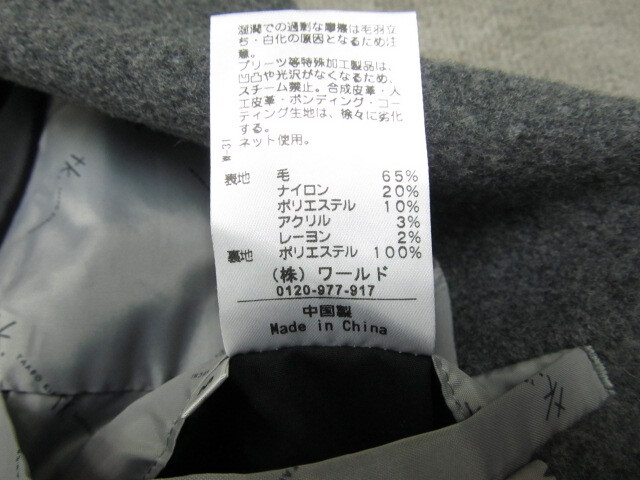 湿潤での過剰な摩擦は毛羽立
ち・白化の原因となるため注
意。
プリーツ等特殊加工製品は、
凹凸や光沢がなくなるため、
スチーム禁止。合成皮革・人
工皮革・ボンディング・コー
ティング生地は、徐々に劣化
する。
ネット使用。
W-31
表地 毛 65%
ナイロン 20%
ポリエステル 10%
アクリル 3%
レーヨン 2%
裏地 ポリエステル 100%
(株) ワールド
0120-977-917
中国製
Made in China
tk.